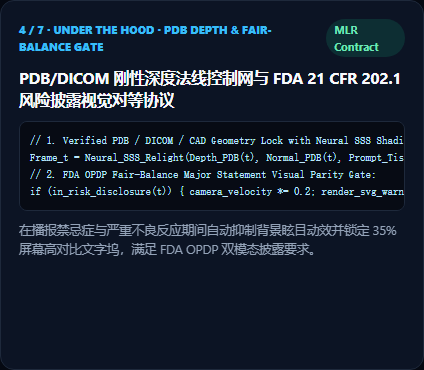 4 / 7 · UNDER THE HOOD · PDB DEPTH & FAIR-
BALANCE GATE
MLR
Contract
PDB/DICOM 刚性深度法线控制网与 FDA 21 CFR 202.1
风险披露视觉对等协议
// 1. Verified PDB / DICOM / CAD Geometry Lock with Neural SSS Shadi
Frame_t = Neural_SSS_Relight(Depth_PDB(t), Normal_PDB(t), Prompt_Tis
// 2. FDA OPDP Fair-Balance Major Statement Visual Parity Gate:
if (in_risk_disclosure(t)) { camera_velocity *= 0.2; render_svg_warn
在播报禁忌症与严重不良反应期间自动抑制背景眩目动效并锁定 35%
屏幕高对比文字坞，满足 FDA OPDP 双模态披露要求。